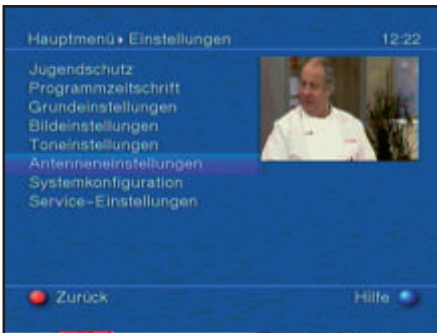 Hauptmenü▸ Einstellungen 12:22
Jugendschutz
Programmzeitschrift
Grundeinstellungen
Bildeinstellungen
Toneinstellungen
Antenneneinstellungen
Systemkonfiguration
Service-Einstellungen
Zurück Hilfe